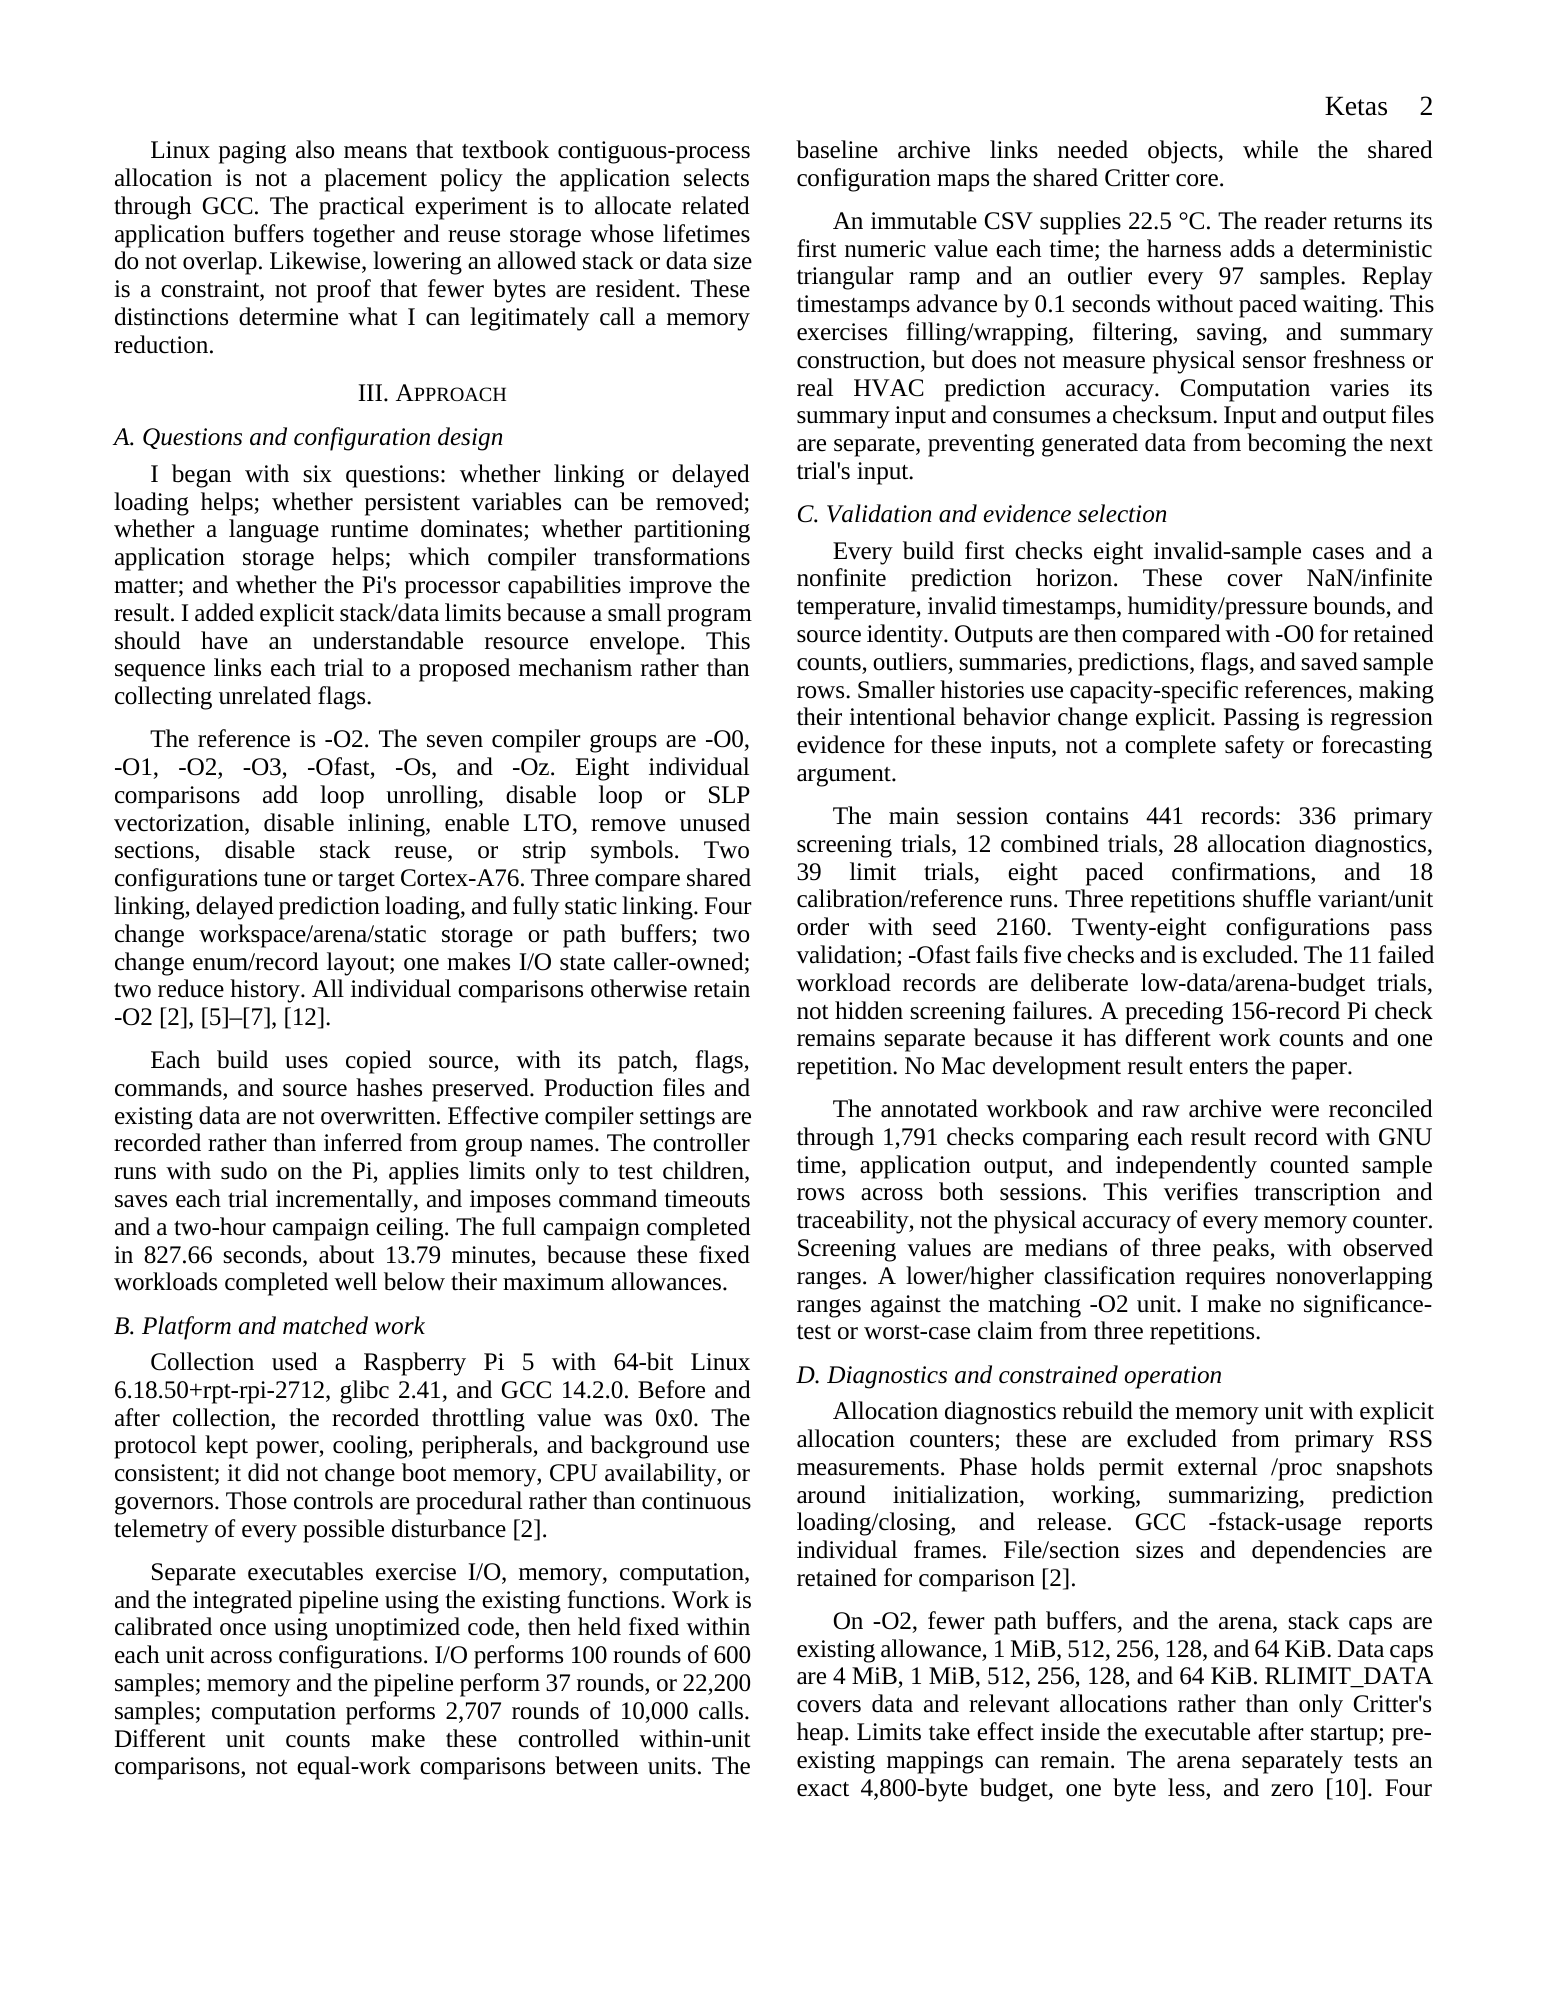 Ketas 2
Linux paging also means that textbook contiguous-process
allocation is not a placement policy the application selects
through GCC. The practical experiment is to allocate related
application buffers together and reuse storage whose lifetimes
do not overlap. Likewise, lowering an allowed stack or data size
is a constraint, not proof that fewer bytes are resident. These
distinctions determine what I can legitimately call a memory
reduction.
III. APPROACH
A. Questions and configuration design
I began with six questions: whether linking or delayed
loading helps; whether persistent variables can be removed;
whether a language runtime dominates; whether partitioning
application storage helps; which compiler transformations
matter; and whether the Pi's processor capabilities improve the
result. I added explicit stack/data limits because a small program
should have an understandable resource envelope. This
sequence links each trial to a proposed mechanism rather than
collecting unrelated flags.
The reference is -O2. The seven compiler groups are -O0,
-O1, -O2, -O3, -Ofast, -Os, and -Oz. Eight individual
comparisons add loop unrolling, disable loop or SLP
vectorization, disable inlining, enable LTO, remove unused
sections, disable stack reuse, or strip symbols. Two
configurations tune or target Cortex-A76. Three compare shared
linking, delayed prediction loading, and fully static linking. Four
change workspace/arena/static storage or path buffers; two
change enum/record layout; one makes I/O state caller-owned;
two reduce history. All individual comparisons otherwise retain
-O2 [2], [5]–[7], [12].
Each build uses copied source, with its patch, flags,
commands, and source hashes preserved. Production files and
existing data are not overwritten. Effective compiler settings are
recorded rather than inferred from group names. The controller
runs with sudo on the Pi, applies limits only to test children,
saves each trial incrementally, and imposes command timeouts
and a two-hour campaign ceiling. The full campaign completed
in 827.66 seconds, about 13.79 minutes, because these fixed
workloads completed well below their maximum allowances.
B. Platform and matched work
Collection used a Raspberry Pi 5 with 64-bit Linux
6.18.50+rpt-rpi-2712, glibc 2.41, and GCC 14.2.0. Before and
after collection, the recorded throttling value was 0x0. The
protocol kept power, cooling, peripherals, and background use
consistent; it did not change boot memory, CPU availability, or
governors. Those controls are procedural rather than continuous
telemetry of every possible disturbance [2].
Separate executables exercise I/O, memory, computation,
and the integrated pipeline using the existing functions. Work is
calibrated once using unoptimized code, then held fixed within
each unit across configurations. I/O performs 100 rounds of 600
samples; memory and the pipeline perform 37 rounds, or 22,200
samples; computation performs 2,707 rounds of 10,000 calls.
Different unit counts make these controlled within-unit
comparisons, not equal-work comparisons between units. The
baseline archive links needed objects, while the shared
configuration maps the shared Critter core.
An immutable CSV supplies 22.5 °C. The reader returns its
first numeric value each time; the harness adds a deterministic
triangular ramp and an outlier every 97 samples. Replay
timestamps advance by 0.1 seconds without paced waiting. This
exercises filling/wrapping, filtering, saving, and summary
construction, but does not measure physical sensor freshness or
real HVAC prediction accuracy. Computation varies its
summary input and consumes a checksum. Input and output files
are separate, preventing generated data from becoming the next
trial's input.
C. Validation and evidence selection
Every build first checks eight invalid-sample cases and a
nonfinite prediction horizon. These cover NaN/infinite
temperature, invalid timestamps, humidity/pressure bounds, and
source identity. Outputs are then compared with -O0 for retained
counts, outliers, summaries, predictions, flags, and saved sample
rows. Smaller histories use capacity-specific references, making
their intentional behavior change explicit. Passing is regression
evidence for these inputs, not a complete safety or forecasting
argument.
The main session contains 441 records: 336 primary
screening trials, 12 combined trials, 28 allocation diagnostics,
39 limit trials, eight paced confirmations, and 18
calibration/reference runs. Three repetitions shuffle variant/unit
order with seed 2160. Twenty-eight configurations pass
validation; -Ofast fails five checks and is excluded. The 11 failed
workload records are deliberate low-data/arena-budget trials,
not hidden screening failures. A preceding 156-record Pi check
remains separate because it has different work counts and one
repetition. No Mac development result enters the paper.
The annotated workbook and raw archive were reconciled
through 1,791 checks comparing each result record with GNU
time, application output, and independently counted sample
rows across both sessions. This verifies transcription and
traceability, not the physical accuracy of every memory counter.
Screening values are medians of three peaks, with observed
ranges. A lower/higher classification requires nonoverlapping
ranges against the matching -O2 unit. I make no significance-
test or worst-case claim from three repetitions.
D. Diagnostics and constrained operation
Allocation diagnostics rebuild the memory unit with explicit
allocation counters; these are excluded from primary RSS
measurements. Phase holds permit external /proc snapshots
around initialization, working, summarizing, prediction
loading/closing, and release. GCC -fstack-usage reports
individual frames. File/section sizes and dependencies are
retained for comparison [2].
On -O2, fewer path buffers, and the arena, stack caps are
existing allowance, 1 MiB, 512, 256, 128, and 64 KiB. Data caps
are 4 MiB, 1 MiB, 512, 256, 128, and 64 KiB. RLIMIT_DATA
covers data and relevant allocations rather than only Critter's
heap. Limits take effect inside the executable after startup; pre-
existing mappings can remain. The arena separately tests an
exact 4,800-byte budget, one byte less, and zero [10]. Four